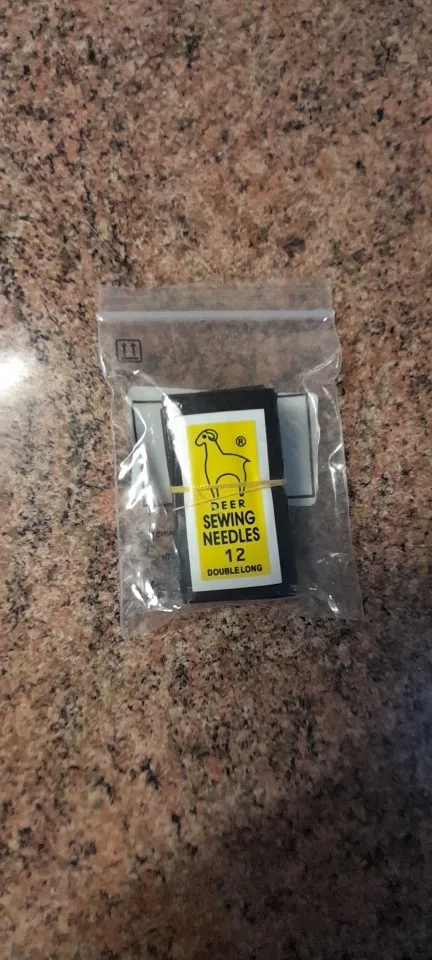 ®
DEER
SEWING
NEEDLES
12
DOUBLE LONG